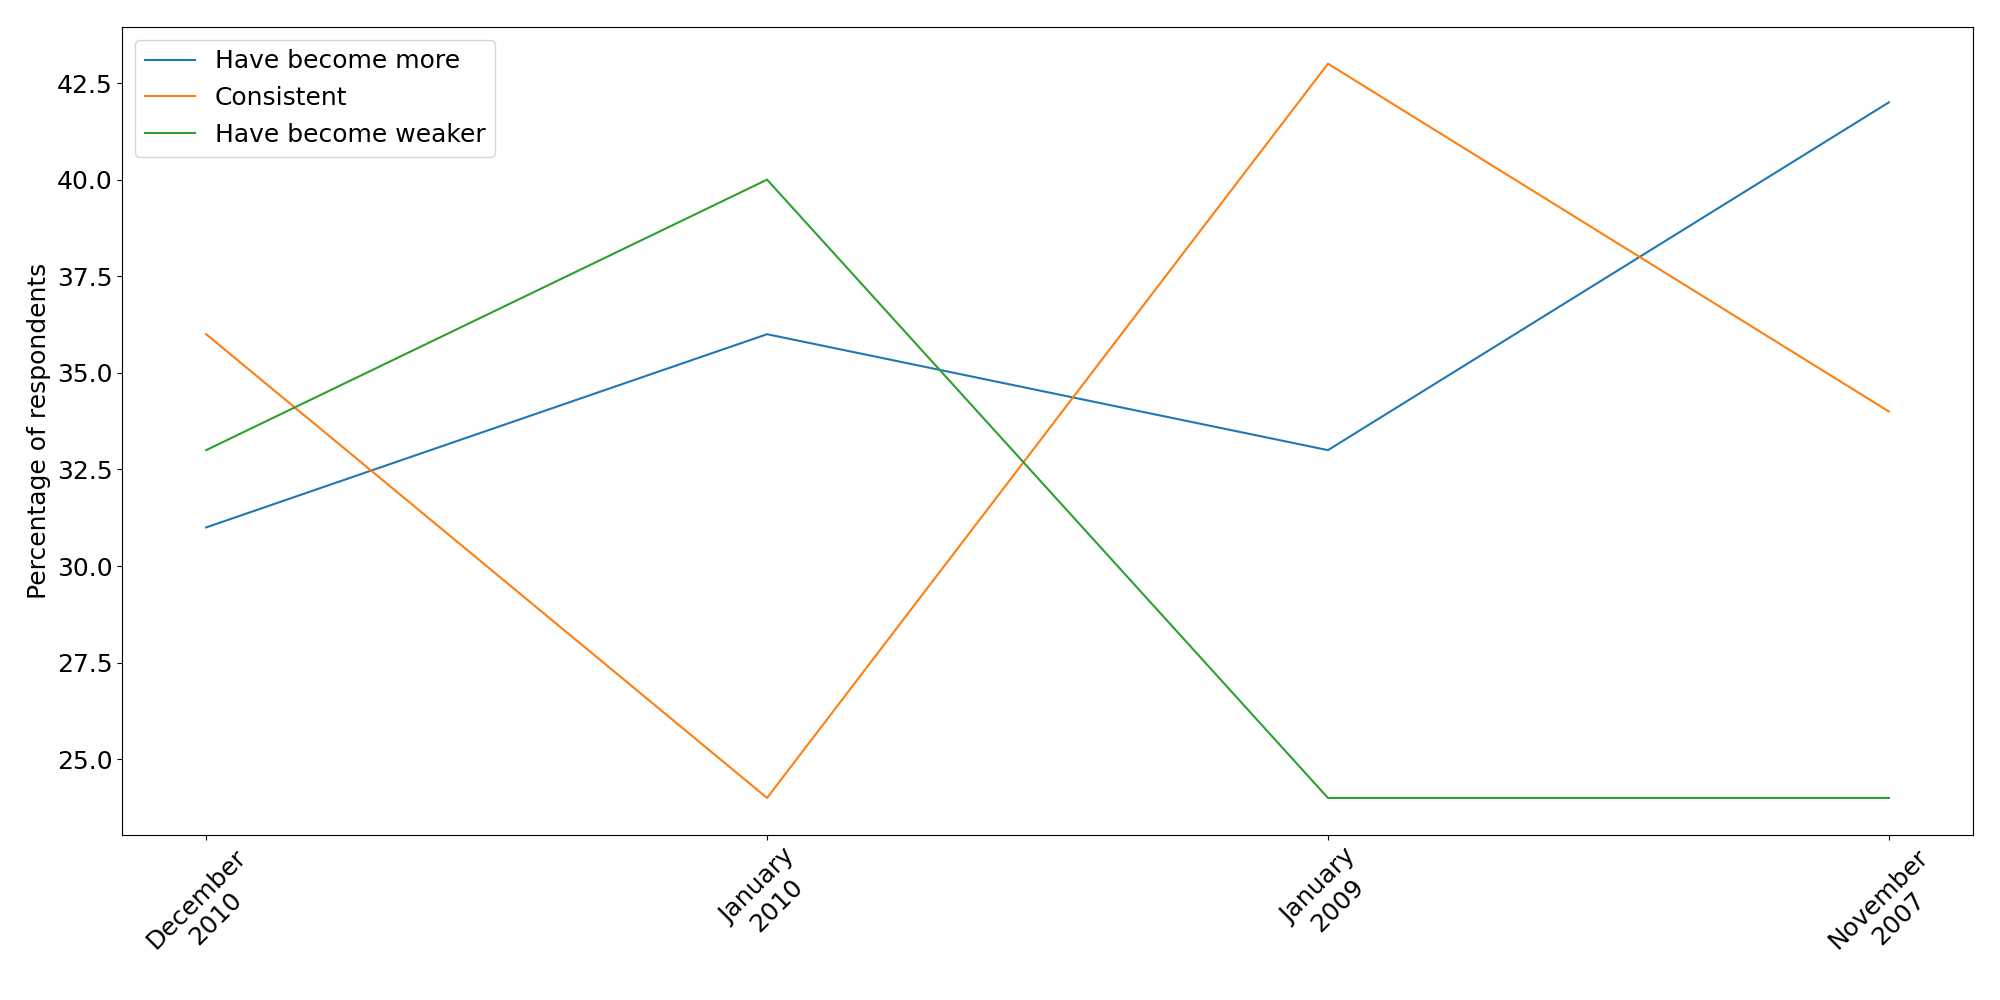 Have become more
Consistent
Have become weaker
Percentage of respondents
42.5
40.0
37.5
35.0
32.5
30.0
27.5
25.0
December
2010
January
2010
January
2009
November
2007